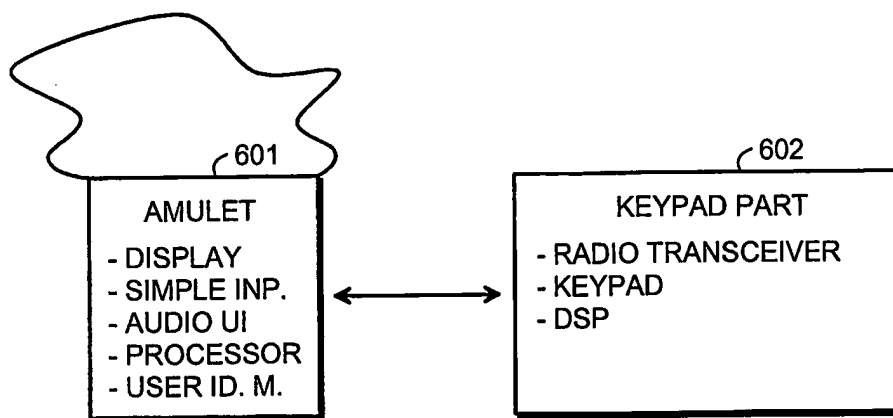 601
AMULET
- DISPLAY
- SIMPLE INP.
- AUDIO UI
- PROCESSOR
- USER ID. M.
602
KEYPAD PART
- RADIO TRANSCEIVER
- KEYPAD
- DSP